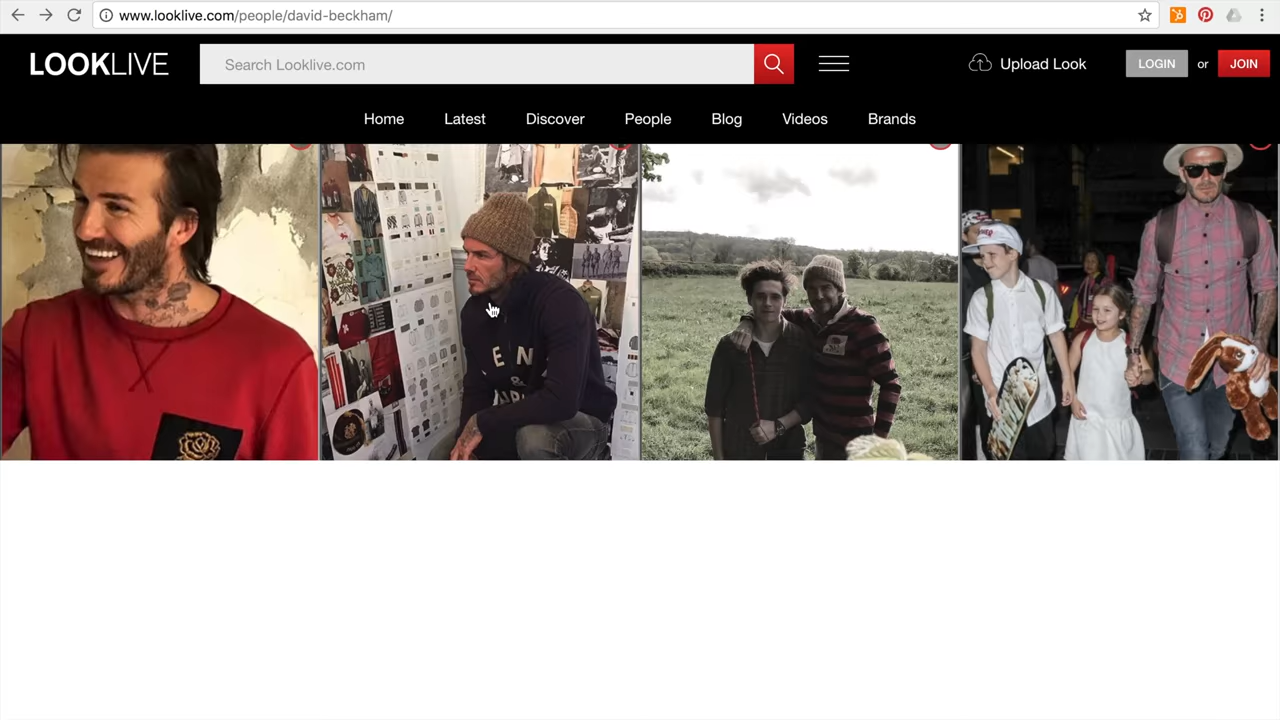 www.looklive.com/people/david-beckham/
LOOKLIVE
Search Looklive.com
Upload Look
LOGIN
or
JOIN
Home
Latest
Discover
People
Blog
Videos
Brands
EN
&